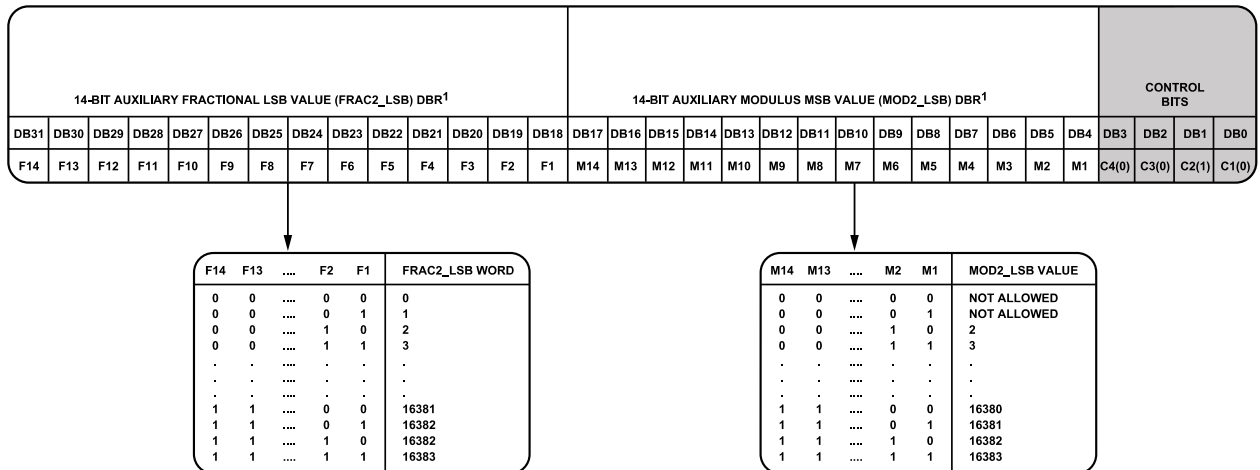 14-BIT AUXILIARY FRACTIONAL LSB VALUE (FRAC2_LSB) DBR1
14-BIT AUXILIARY MODULUS MSB VALUE (MOD2_LSB) DBR1
CONTROL
BITS
DB31 DB30 DB29 DB28 DB27 DB26 DB25 DB24 DB23 DB22 DB21 DB20 DB19 DB18 DB17 DB16 DB15 DB14 DB13 DB12 DB11 DB10 DB9 DB8 DB7 DB6 DB5 DB4 DB3 DB2 DB1 DB0
F14 F13 F12 F11 F10 F9 F8 F7 F6 F5 F4 F3 F2 F1 M14 M13 M12 M11 M10 M9 M8 M7 M6 M5 M4 M3 M2 M1 C4(0) C3(0) C2(1) C1(0)
F14 F13 .... F2 F1 FRAC2_LSB WORD
0 0 .... 0 0 0
0 0 .... 0 1 1
0 0 .... 1 0 2
0 0 .... 1 1 3
. . .... . . .
. . .... . . .
. . .... . . .
1 1 .... 0 0 16381
1 1 .... 0 1 16382
1 1 .... 1 0 16382
1 1 .... 1 1 16383
M14 M13 .... M2 M1 MOD2_LSB VALUE
0 0 .... 0 0 NOT ALLOWED
0 0 .... 0 1 NOT ALLOWED
0 0 .... 1 0 2
0 0 .... 1 1 3
. . .... . . .
. . .... . . .
. . .... . . .
1 1 .... 0 0 16380
1 1 .... 0 1 16381
1 1 .... 1 0 16382
1 1 .... 1 1 16383